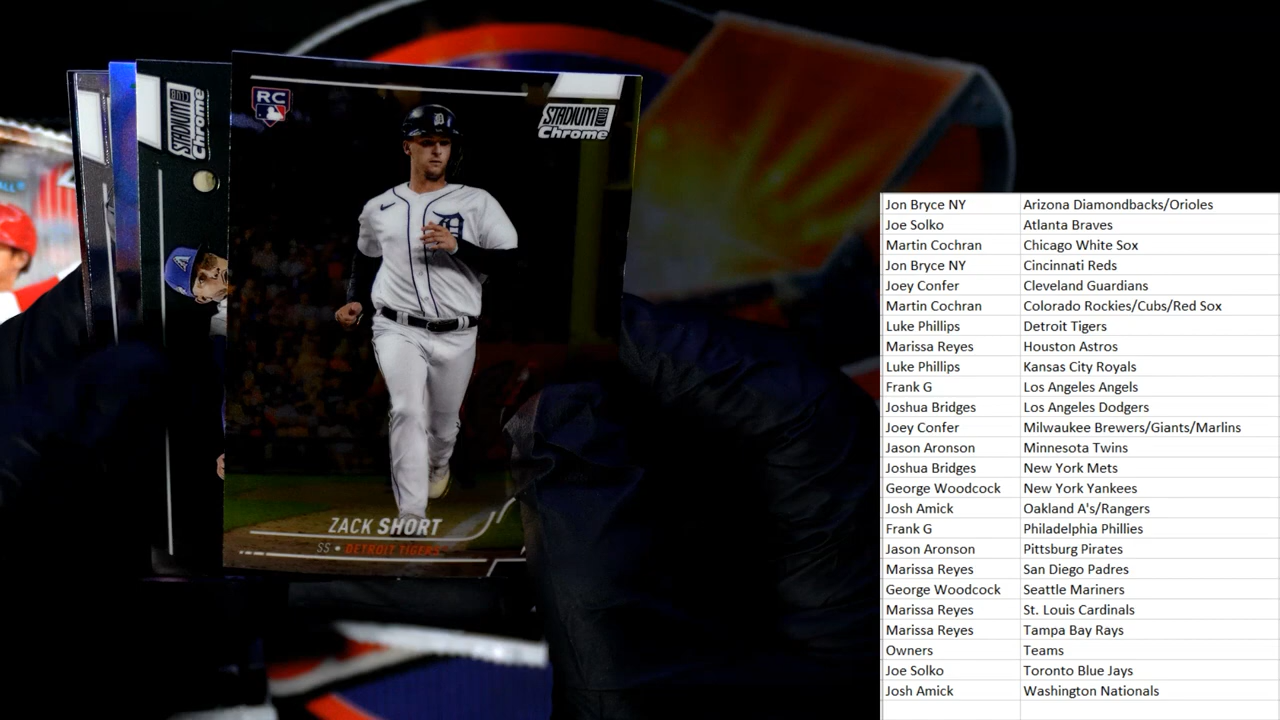 RC
STADIUM CLUB
Chrome
STADIUM CLUB
Chrome
ZACK SHORT
SS • DETROIT TIGERS
Jon Bryce NY Arizona Diamondbacks/Orioles
Joe Solko Atlanta Braves
Martin Cochran Chicago White Sox
Jon Bryce NY Cincinnati Reds
Joey Confer Cleveland Guardians
Martin Cochran Colorado Rockies/Cubs/Red Sox
Luke Phillips Detroit Tigers
Marissa Reyes Houston Astros
Luke Phillips Kansas City Royals
Frank G Los Angeles Angels
Joshua Bridges Los Angeles Dodgers
Joey Confer Milwaukee Brewers/Giants/Marlins
Jason Aronson Minnesota Twins
Joshua Bridges New York Mets
George Woodcock New York Yankees
Josh Amick Oakland A's/Rangers
Frank G Philadelphia Phillies
Jason Aronson Pittsburg Pirates
Marissa Reyes San Diego Padres
George Woodcock Seattle Mariners
Marissa Reyes St. Louis Cardinals
Marissa Reyes Tampa Bay Rays
Owners Teams
Joe Solko Toronto Blue Jays
Josh Amick Washington Nationals